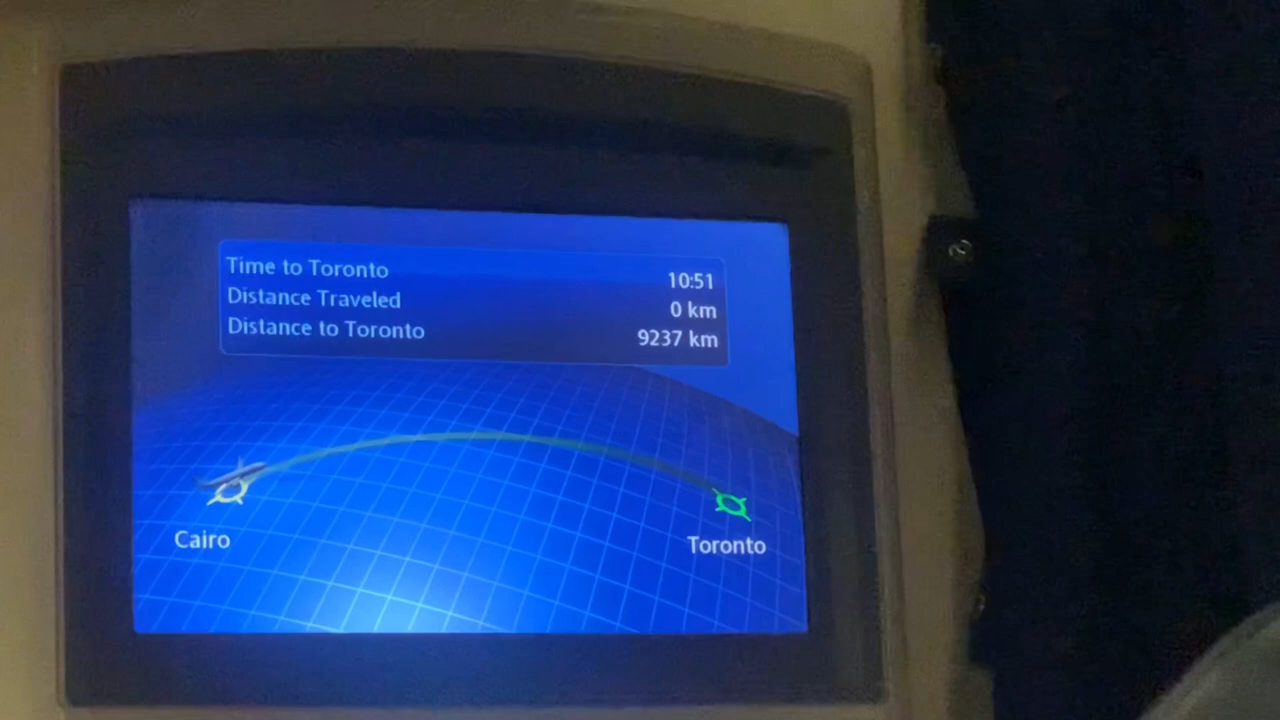 Time to Toronto 10:51
Distance Traveled 0 km
Distance to Toronto 9237 km
Cairo
Toronto